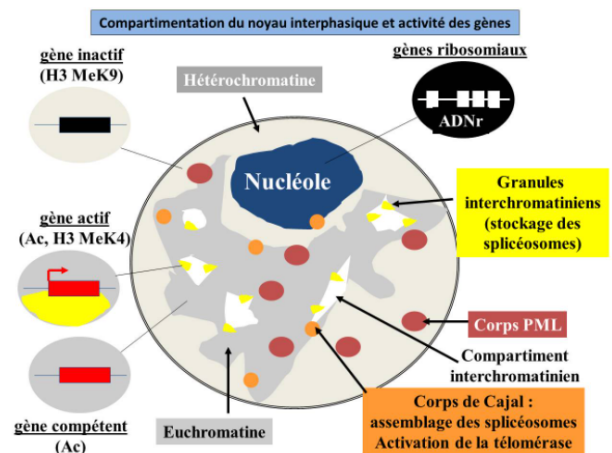 Compartimentation du noyau interphasique et activité des gènes
gène inactif
(H3 MeK9)
Hétérochromatine
gènes ribosomiaux
ADNr
Nucléole
Granules
interchromatiniens
(stockage des
splicéosomes)
gène actif
(Ac, H3 MeK4)
Corps PML
Compartiment
interchromatinien
gène compétent
(Ac)
Euchromatine
Corps de Cajal :
assemblage des splicéosomes
Activation de la télomérase